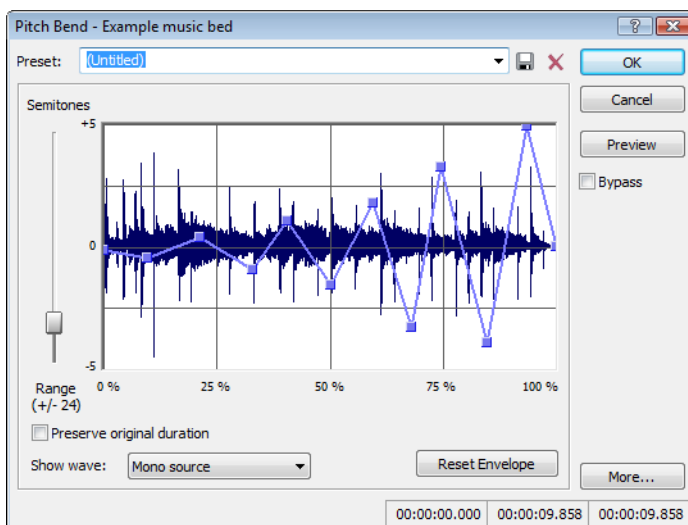 Pitch Bend - Example music bed
Preset:
(Untitled)
OK
Cancel
Preview
Bypass
Semitones
+5
0
-5
0 %
25 %
50 %
75 %
100 %
Range
(+/- 24)
Preserve original duration
Show wave:
Mono source
Reset Envelope
More...
00:00:00.000
00:00:09.858
00:00:09.858